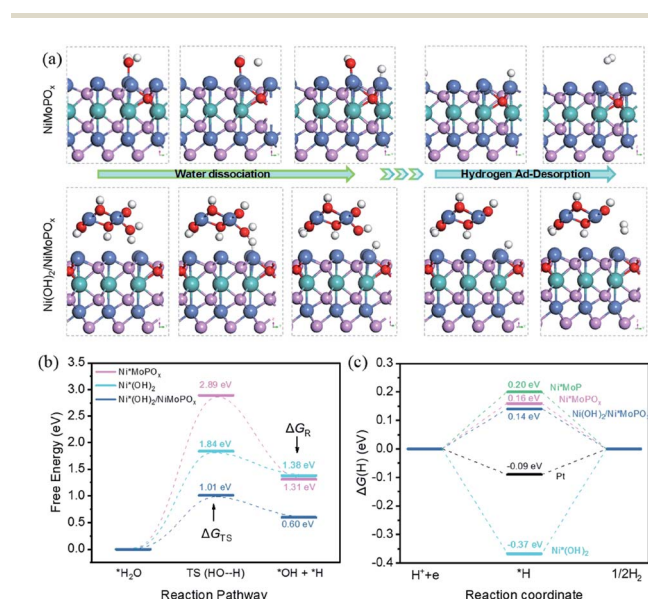 (a)
NiMoPOₓ
Water dissociation
Hydrogen Ad-Desorption
Ni(OH)₂/NiMoPOₓ
(b)
Free Energy (eV)
3.5
3.0
2.5
2.0
1.5
1.0
0.5
0.0
Ni*MoPOₓ
Ni*(OH)₂
Ni*(OH)₂/NiMoPOₓ
2.89 eV
1.84 eV
1.01 eV
ΔG_TS
ΔG_R
1.38 eV
1.31 eV
0.60 eV
*H₂O
TS (HO--H)
*OH + *H
Reaction Pathway
(c)
ΔG(H) (eV)
0.4
0.3
0.2
0.1
0.0
-0.1
-0.2
-0.3
-0.4
Ni*MoP
0.20 eV
Ni*MoPOₓ
0.16 eV
Ni(OH)₂/Ni*MoPOₓ
0.14 eV
-0.09 eV
Pt
-0.37 eV
Ni*(OH)₂
H⁺+e
*H
1/2H₂
Reaction coordinate